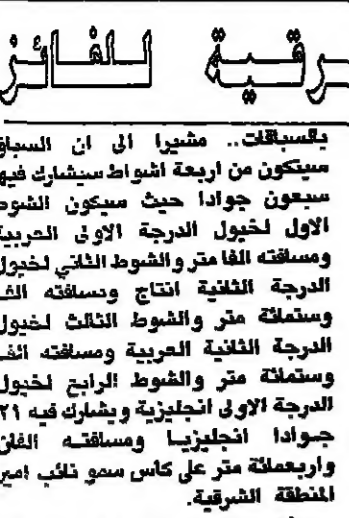 رقية للفائز
بالسباقات.. مشيرا الى ان السباق
سيتكون من اربعة اشواط سيشارك فيها
سبعون جوادا حيث سيكون الشوط
الاول لخيول الدرجة الاولى العربية
ومسافته الفا متر والشوط الثاني لخيول
الدرجة الثانية انتاج ومسافته الف
وستمائة متر والشوط الثالث لخيول
الدرجة الثانية العربية ومسافته الف
وستمائة متر والشوط الرابع لخيول
الدرجة الاولى انجليزية ويشارك فيه ٢١
جوادا انجليزيا ومسافته الفان
واربعمائة متر على كاس سمو نائب امير
المنطقة الشرقية.